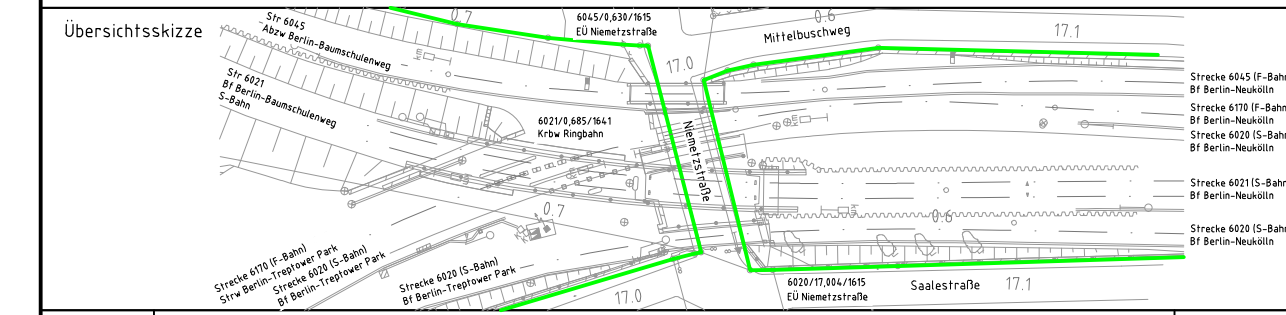 Übersichtsskizze
Str 6045
Abzw Berlin-Baumschulenweg
0.7
6045/0,630/1615
EÜ Niemetzstraße
0.6
Mittelbuschweg
17.1
17.0
Str 6021
Bf Berlin-Baumschulenweg
S-Bahn
6021/0,685/1641
Krbw Ringbahn
Niemetzstraße
Strecke 6045 (F-Bahn
Bf Berlin-Neukölln
Strecke 6170 (F-Bahn)
Bf Berlin-Neukölln
Strecke 6020 (S-Bahn
Bf Berlin-Neukölln
Strecke 6021 (S-Bahn
Bf Berlin-Neukölln
Strecke 6020 (S-Bahn
Bf Berlin-Neukölln
0.7
0.6
Strecke 6170 (F-Bahn)
Strw Berlin-Treptower Park
Strecke 6020 (S-Bahn)
Bf Berlin-Treptower Park
Strecke 6020 (S-Bahn)
Bf Berlin-Treptower Park
17.0
6020/17,004/1615
EÜ Niemetzstraße
Saalestraße
17.1